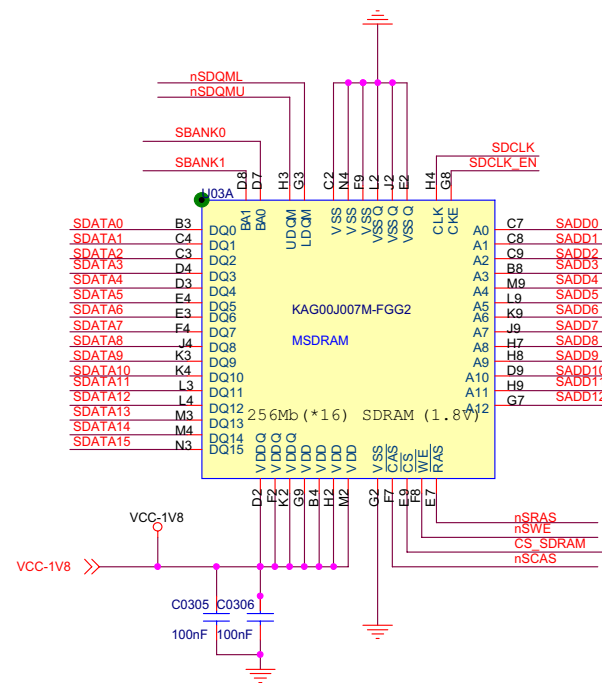 nSDQML
nSDQMU
SBANK0
SBANK1
SDCLK
SDCLK_EN
D8
D7
H3
G3
C2
N4
F9
L2
J2
E2
H4
G8
U03A
BA1
BA0
UDQM
LDQM
VSS
VSS
VSS
VSSQ
VSSQ
VSSQ
CLK
CKE
SDATA0 B3 DQ0 A0 C7 SADD0
SDATA1 C4 DQ1 A1 C8 SADD1
SDATA2 C3 DQ2 A2 C9 SADD2
SDATA3 D4 DQ3 A3 B8 SADD3
SDATA4 D3 DQ4 A4 M9 SADD4
SDATA5 E4 DQ5 A5 L9 SADD5
SDATA6 E3 DQ6 A6 K9 SADD6
SDATA7 F4 DQ7 A7 J9 SADD7
SDATA8 J4 DQ8 A8 H7 SADD8
SDATA9 K3 DQ9 A9 H8 SADD9
SDATA10 K4 DQ10 A10 D9 SADD10
SDATA11 L3 DQ11 A11 H9 SADD11
SDATA12 L4 DQ12 A12 G7 SADD12
SDATA13 M3 DQ13
SDATA14 M4 DQ14
SDATA15 N3 DQ15
KAG00J007M-FGG2
MSDRAM
256Mb(*16) SDRAM(1.8V)
VDDQ
VDDQ
VDDQ
VDD
VDD
VDD
VDD
VSS
CAS
CS
WE
RAS
D2
F2
K2
G9
B4
H2
M2
G2
F7
E9
F8
E7
nSRAS
nSWE
CS_SDRAM
nSCAS
VCC-1V8
VCC-1V8
C0305 C0306
100nF 100nF